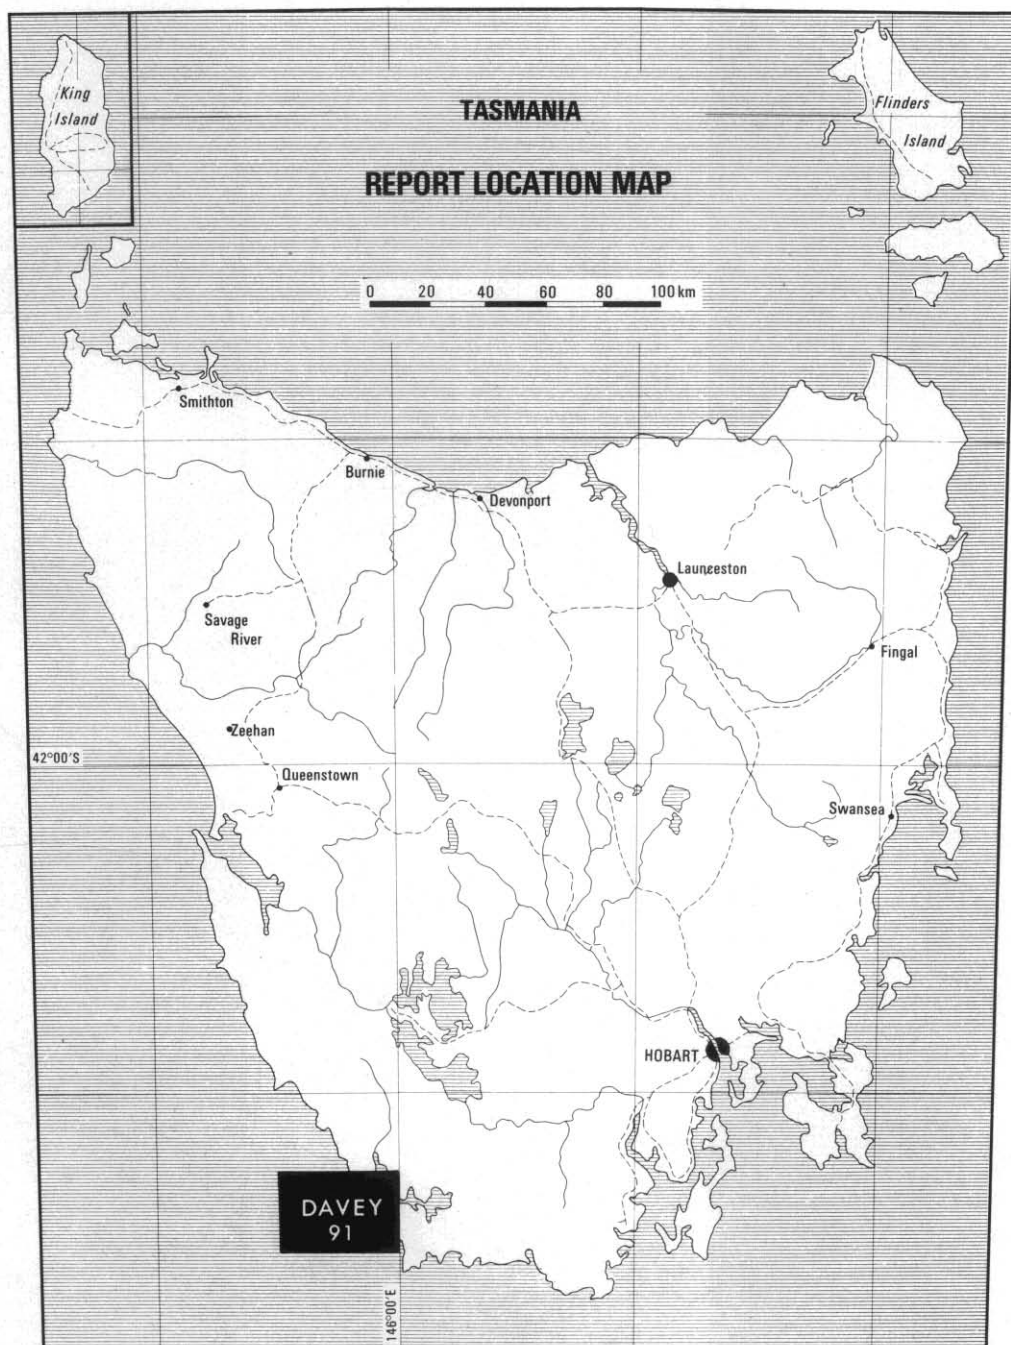 King
Island
TASMANIA
Flinders
Island
REPORT LOCATION MAP
0 20 40 60 80 100 km
Smithton
Burnie
Devonport
Launceston
Savage
River
Fingal
Zeehan
42°00'S
Queenstown
Swansea
HOBART
DAVEY
91
146°00'E